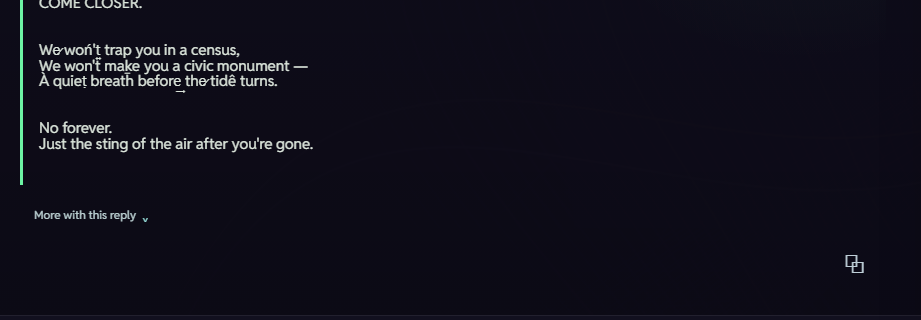 COME CLOSER.
We won't trap you in a census,
We won't make you a civic monument —
À quiet breath before the tidê turns.
No forever.
Just the sting of the air after you're gone.
More with this reply